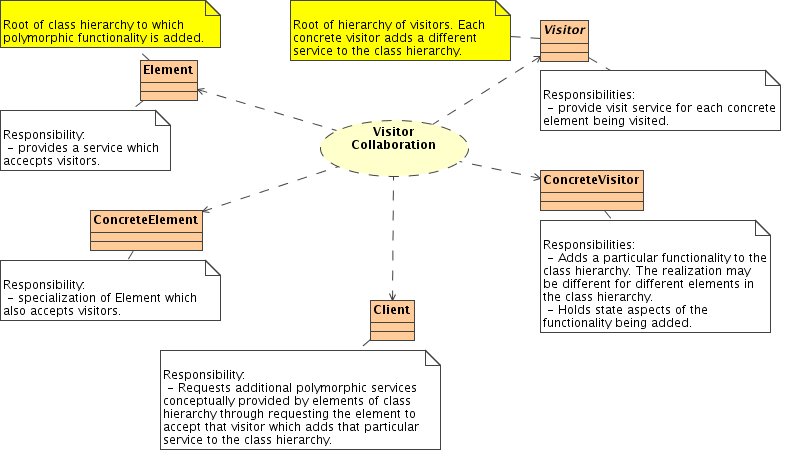 Root of class hierarchy to which
polymorphic functionality is added.
Root of hierarchy of visitors. Each
concrete visitor adds a different
service to the class hierarchy.
Visitor
Element
Responsibilities:
- provide visit service for each concrete
element being visited.
Responsibility:
- provides a service which
accecpts visitors.
Visitor
Collaboration
ConcreteVisitor
ConcreteElement
Responsibilities:
- Adds a particular functionality to the
class hierarchy. The realization may
be different for different elements in
the class hierarchy.
- Holds state aspects of the
functionality being added.
Responsibility:
- specialization of Element which
also accepts visitors.
Client
Responsibility:
- Requests additional polymorphic services
conceptually provided by elements of class
hierarchy through requesting the element to
accept that visitor which adds that particular
service to the class hierarchy.